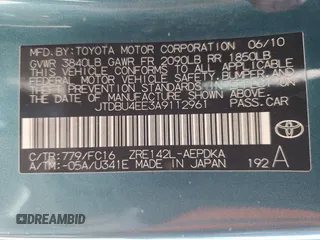 MFD. BY: TOYOTA MOTOR CORPORATION 06/10
GVWR 3840LB GAWR FR 2090LB RR 1850LB
THIS VEHICLE CONFORMS TO ALL APPLICABLE
FEDERAL MOTOR VEHICLE SAFETY, BUMPER, AND
THEFT PREVENTION STANDARDS IN EFFECT ON
THE DATE OF MANUFACTURE SHOWN ABOVE.
JTDBU4EE3A9112961 PASS. CAR
C/TR: 779/FC16 ZRE142L-AEPDKA
A/TM: -05A/U341E MADE IN JAPAN 192 A
TOYOTA
DREAMBID